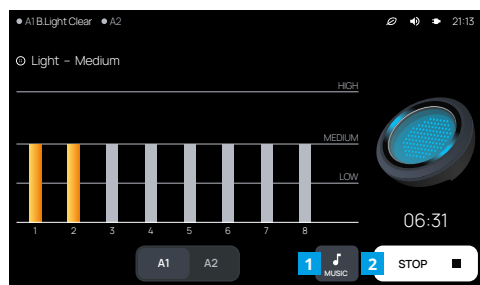 A1 B.Light Clear A2 21:13
Light – Medium
HIGH
MEDIUM
LOW
06:31
1 2 3 4 5 6 7 8
A1 A2 1 MUSIC 2 STOP